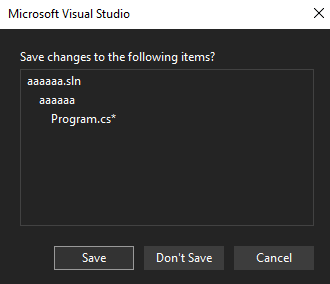 Microsoft Visual Studio
Save changes to the following items?
aaaaaa.sln
aaaaaa
Program.cs*
Save
Don't Save
Cancel